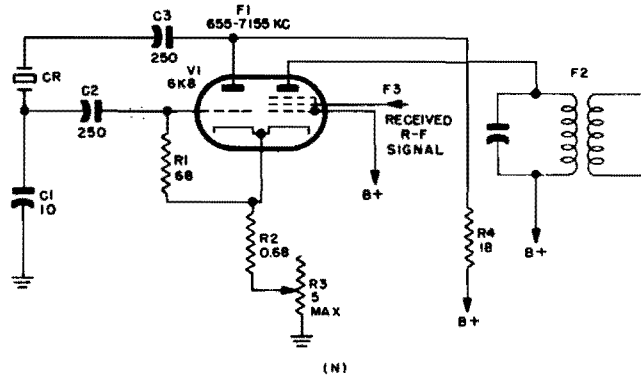 C3
250
F1
655-7155 KC
V1
6K8
CR
C2
250
F3
RECEIVED
R-F
SIGNAL
F2
R1
68
C1
10
B+
R2
0.68
R3
5
MAX
R4
18
B+
B+
(N)